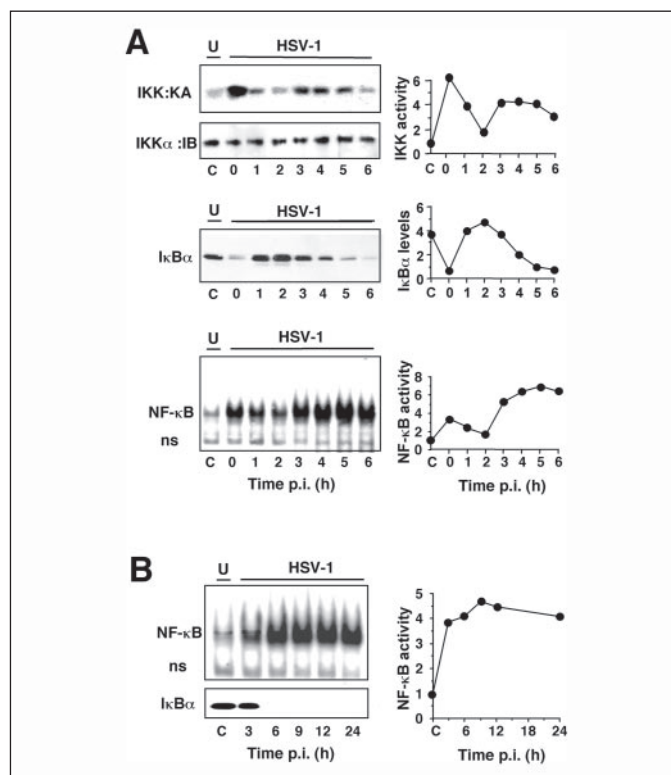 A
U HSV-1
IKK:KA
IKKα :IB
C 0 1 2 3 4 5 6
IKK activity
6
4
2
0
C 0 1 2 3 4 5 6
U HSV-1
IκBα
C 0 1 2 3 4 5 6
IκBα levels
6
4
2
0
C 0 1 2 3 4 5 6
U HSV-1
NF-κB
ns
C 0 1 2 3 4 5 6
Time p.i. (h)
NF-κB activity
8
6
4
2
0
C 0 1 2 3 4 5 6
Time p.i. (h)
B
U HSV-1
NF-κB
ns
IκBα
C 3 6 9 12 24
Time p.i. (h)
NF-κB activity
5
4
3
2
1
0
C 6 12 18 24
Time p.i. (h)